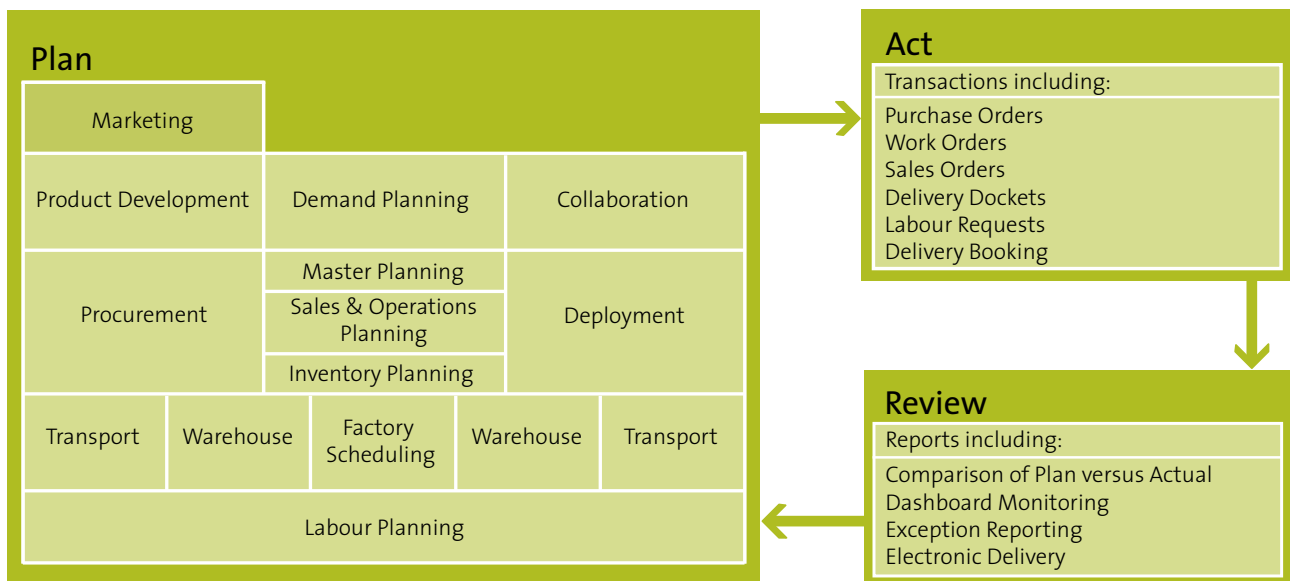 Plan
Marketing
Product Development
Demand Planning
Collaboration
Procurement
Master Planning
Sales & Operations
Planning
Inventory Planning
Deployment
Transport
Warehouse
Factory
Scheduling
Warehouse
Transport
Labour Planning
Act
Transactions including:
Purchase Orders
Work Orders
Sales Orders
Delivery Dockets
Labour Requests
Delivery Booking
Review
Reports including:
Comparison of Plan versus Actual
Dashboard Monitoring
Exception Reporting
Electronic Delivery